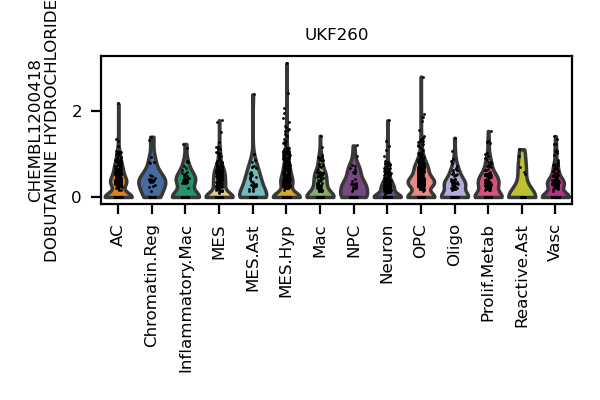 UKF260
CHEMBL1200418
DOBUTAMINE HYDROCHLORIDE
2
0
AC
Chromatin.Reg
Inflammatory.Mac
MES
MES.Ast
MES.Hyp
Mac
NPC
Neuron
OPC
Oligo
Prolif.Metab
Reactive.Ast
Vasc